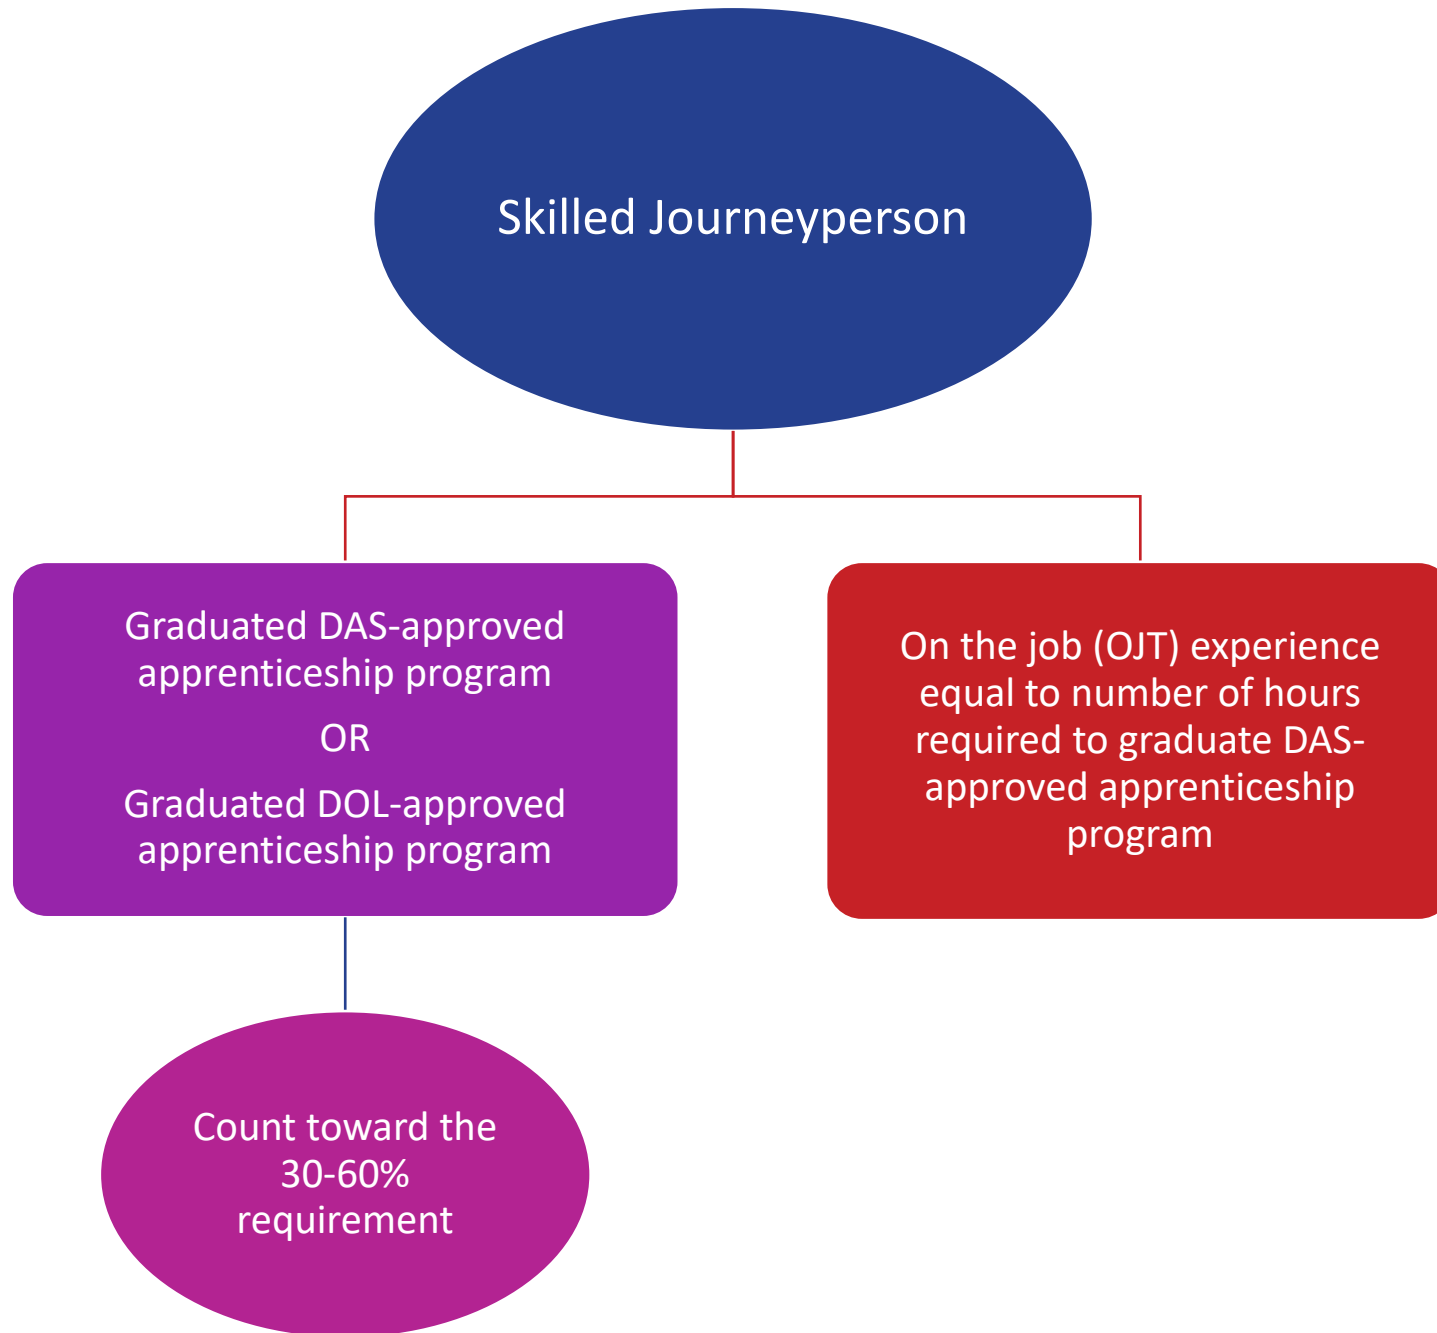 Skilled Journeyperson
Graduated DAS-approved
apprenticeship program
OR
Graduated DOL-approved
apprenticeship program
On the job (OJT) experience
equal to number of hours
required to graduate DAS-
approved apprenticeship
program
Count toward the
30-60%
requirement